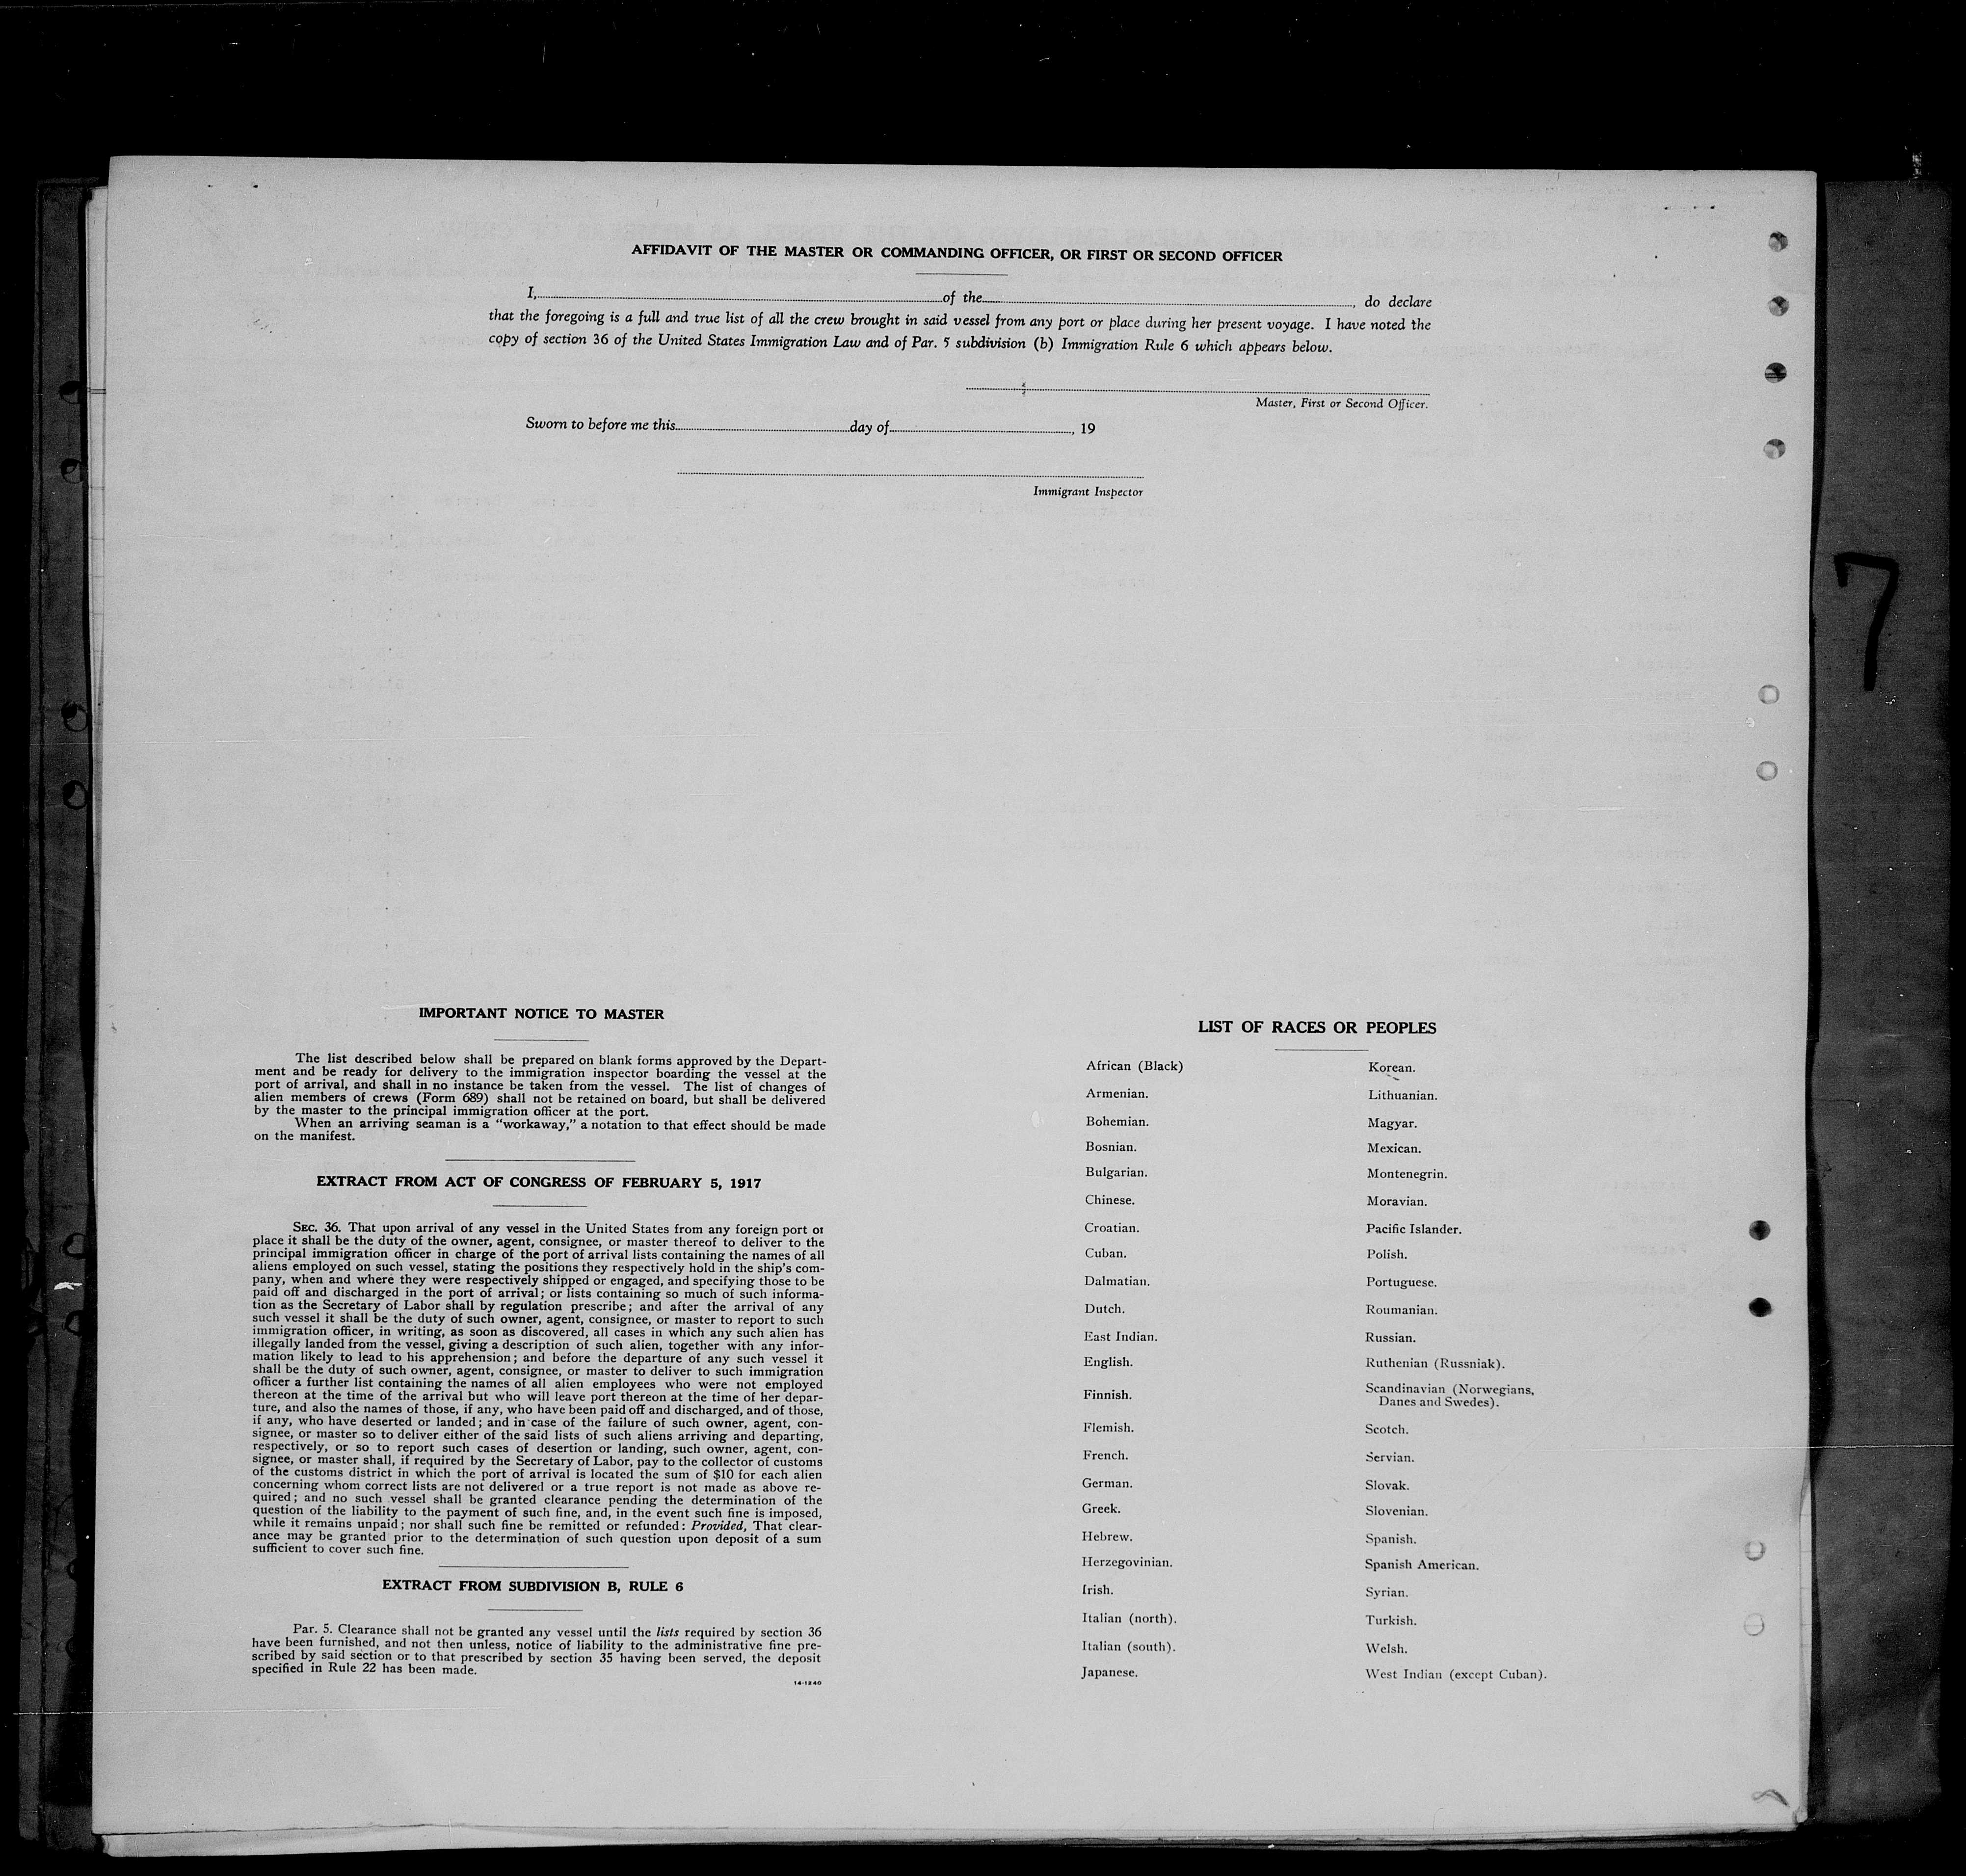 AFFIDAVIT OF THE MASTER OR COMMANDING OFFICER, OR FIRST OR SECOND OFFICER
I, of the , do declare
that the foregoing is a full and true list of all the crew brought in said vessel from any port or place during her present voyage. I have noted the
copy of section 36 of the United States Immigration Law and of Par. 5 subdivision (b) Immigration Rule 6 which appears below.
Master, First or Second Officer.
Sworn to before me this day of , 19
Immigrant Inspector
7
IMPORTANT NOTICE TO MASTER
The list described below shall be prepared on blank forms approved by the Depart-
ment and be ready for delivery to the immigration inspector boarding the vessel at the
port of arrival, and shall in no instance be taken from the vessel. The list of changes of
alien members of crews (Form 689) shall not be retained on board, but shall be delivered
by the master to the principal immigration officer at the port.
When an arriving seaman is a "workaway," a notation to that effect should be made
on the manifest.
EXTRACT FROM ACT OF CONGRESS OF FEBRUARY 5, 1917
SEC. 36. That upon arrival of any vessel in the United States from any foreign port or
place it shall be the duty of the owner, agent, consignee, or master thereof to deliver to the
principal immigration officer in charge of the port of arrival lists containing the names of all
aliens employed on such vessel, stating the positions they respectively hold in the ship's com-
pany, when and where they were respectively shipped or engaged, and specifying those to be
paid off and discharged in the port of arrival; or lists containing so much of such informa-
tion as the Secretary of Labor shall by regulation prescribe; and after the arrival of any
such vessel it shall be the duty of such owner, agent, consignee, or master to report to such
immigration officer, in writing, as soon as discovered, all cases in which any such alien has
illegally landed from the vessel, giving a description of such alien, together with any infor-
mation likely to lead to his apprehension; and before the departure of any such vessel it
shall be the duty of such owner, agent, consignee, or master to deliver to such immigration
officer a further list containing the names of all alien employees who were not employed
thereon at the time of the arrival but who will leave port thereon at the time of her depar-
ture, and also the names of those, if any, who have been paid off and discharged, and of those,
if any, who have deserted or landed; and in case of the failure of such owner, agent, con-
signee, or master so to deliver either of the said lists of such aliens arriving and departing,
respectively, or so to report such cases of desertion or landing, such owner, agent, con-
signee, or master shall, if required by the Secretary of Labor, pay to the collector of customs
of the customs district in which the port of arrival is located the sum of $10 for each alien
concerning whom correct lists are not delivered or a true report is not made as above re-
quired; and no such vessel shall be granted clearance pending the determination of the
question of the liability to the payment of such fine, and, in the event such fine is imposed,
while it remains unpaid; nor shall such fine be remitted or refunded: Provided, That clear-
ance may be granted prior to the determination of such question upon deposit of a sum
sufficient to cover such fine.
EXTRACT FROM SUBDIVISION B, RULE 6
Par. 5. Clearance shall not be granted any vessel until the lists required by section 36
have been furnished, and not then unless, notice of liability to the administrative fine pre-
scribed by said section or to that prescribed by section 35 having been served, the deposit
specified in Rule 22 has been made.
14-1240
LIST OF RACES OR PEOPLES
African (Black)
Armenian.
Bohemian.
Bosnian.
Bulgarian.
Chinese.
Croatian.
Cuban.
Dalmatian.
Dutch.
East Indian.
English.
Finnish.
Flemish.
French.
German.
Greek.
Hebrew.
Herzegovinian.
Irish.
Italian (north).
Italian (south).
Japanese.
Korean.
Lithuanian.
Magyar.
Mexican.
Montenegrin.
Moravian.
Pacific Islander.
Polish.
Portuguese.
Roumanian.
Russian.
Ruthenian (Russniak).
Scandinavian (Norwegians,
Danes and Swedes).
Scotch.
Servian.
Slovak.
Slovenian.
Spanish.
Spanish American.
Syrian.
Turkish.
Welsh.
West Indian (except Cuban).